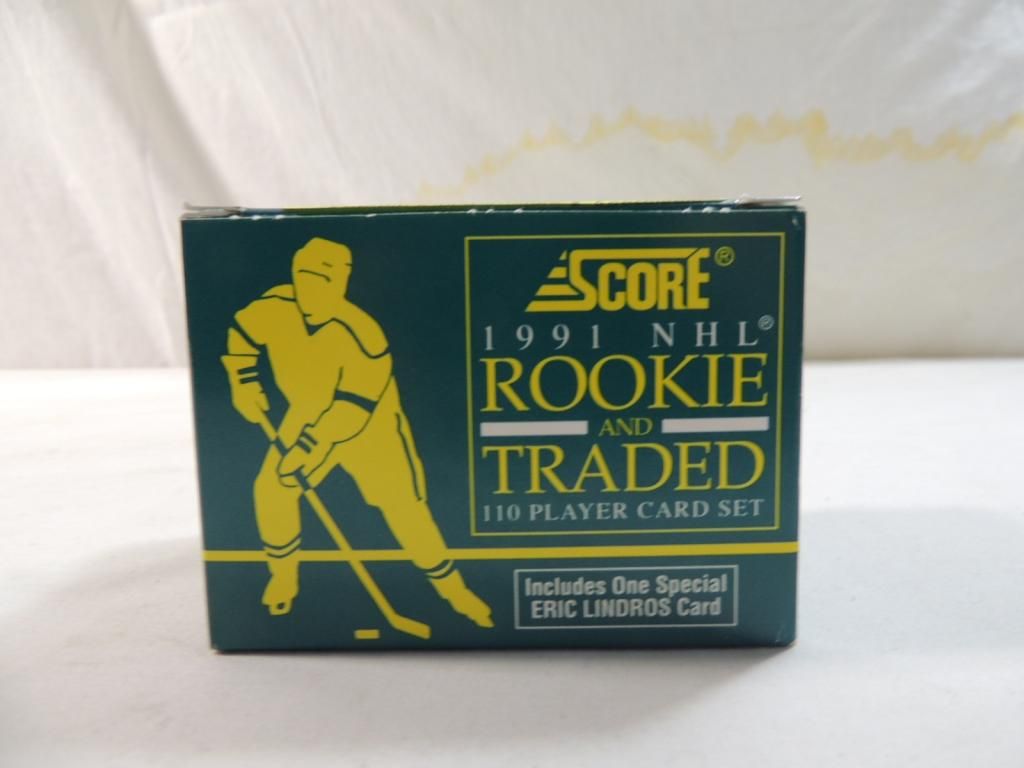 SCORE®
1991 NHL®
ROOKIE
AND
TRADED
110 PLAYER CARD SET
Includes One Special
ERIC LINDROS Card